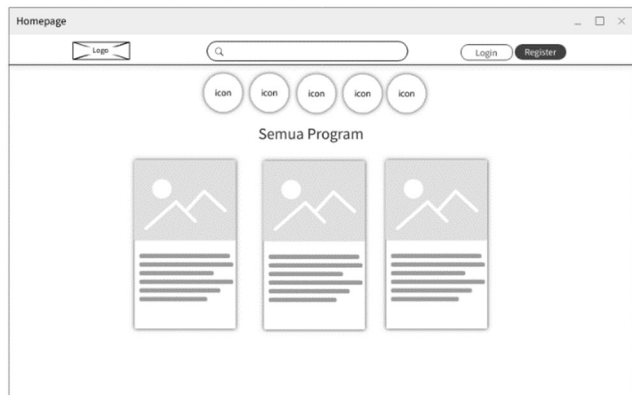 Homepage
Logo
Login Register
icon icon icon icon icon
Semua Program